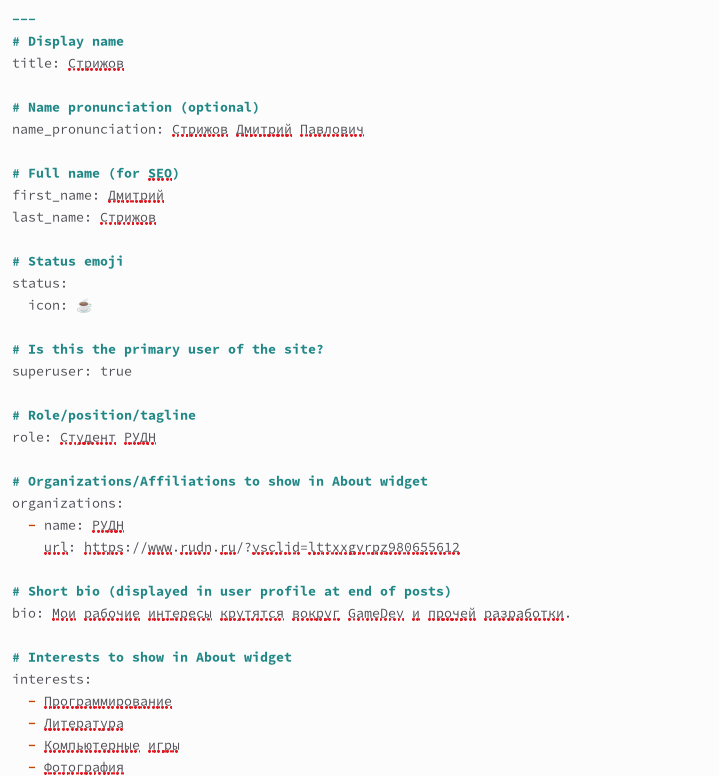 ---
# Display name
title: Стрижов
# Name pronunciation (optional)
name_pronunciation: Стрижов Дмитрий Павлович
# Full name (for SEO)
first_name: Дмитрий
last_name: Стрижов
# Status emoji
status:
icon: ☕
# Is this the primary user of the site?
superuser: true
# Role/position/tagline
role: Студент РУДН
# Organizations/Affiliations to show in About widget
organizations:
- name: РУДН
url: https://www.rudn.ru/?ysclid=lttxxgvrpz980655612
# Short bio (displayed in user profile at end of posts)
bio: Мои рабочие интересы крутятся вокруг GameDev и прочей разработки.
# Interests to show in About widget
interests:
- Программирование
- Литература
- Компьютерные игры
- Фотография